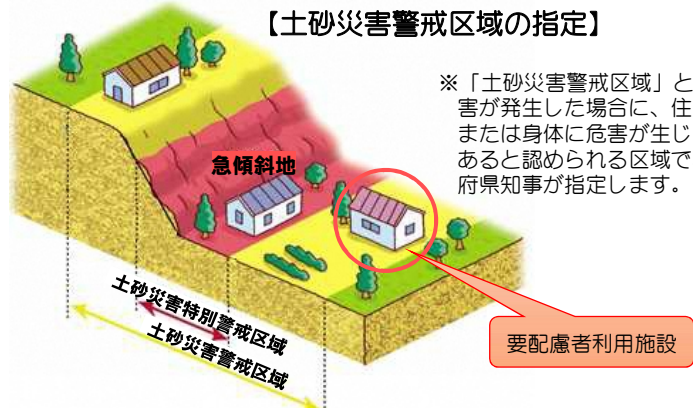 【土砂災害警戒区域の指定】
※「土砂災害警戒区域」と
害が発生した場合に、住
または身体に危害が生じ
あると認められる区域で
府県知事が指定します。
急傾斜地
土砂災害特別警戒区域
土砂災害警戒区域
要配慮者利用施設